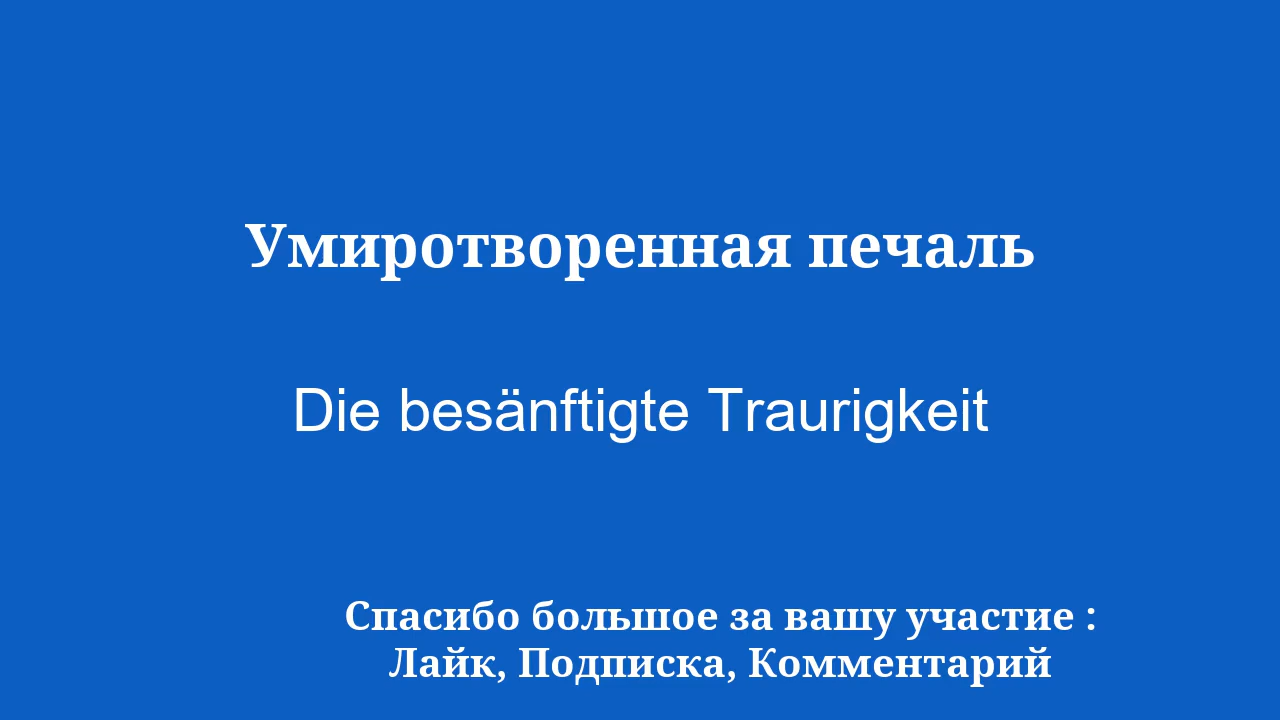 Умиротворенная печаль
Die besänftigte Traurigkeit
Спасибо большое за вашу участие :
Лайк, Подписка, Комментарий